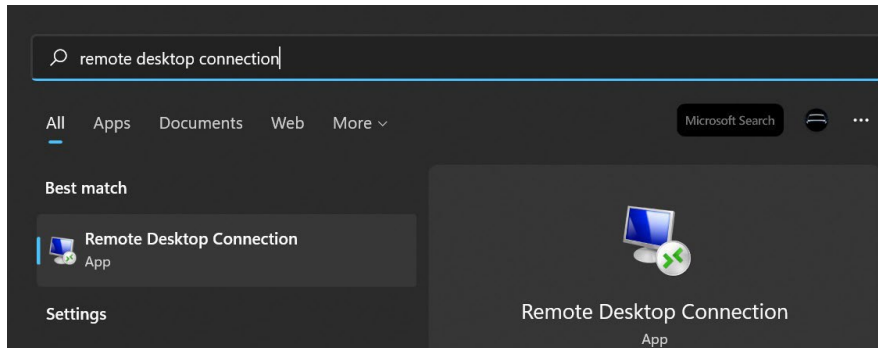 remote desktop connection
All Apps Documents Web More Microsoft Search ...
Best match
Remote Desktop Connection
App
Settings
Remote Desktop Connection
App